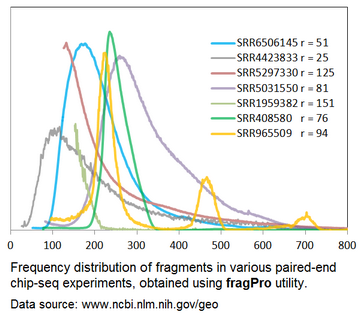 SRR6506145 r = 51
SRR4423833 r = 25
SRR5297330 r = 125
SRR5031550 r = 81
SRR1959382 r = 151
SRR408580 r = 76
SRR965509 r = 94
0 100 200 300 400 500 600 700 800
Frequency distribution of fragments in various paired-end
chip-seq experiments, obtained using fragPro utility.
Data source: www.ncbi.nlm.nih.gov/geo